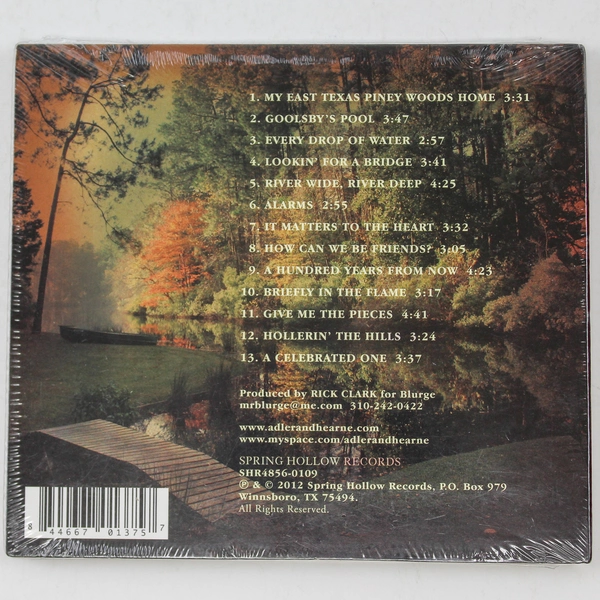 1. MY EAST TEXAS PINEY WOODS HOME 3:31
2. GOOLSBY'S POOL 3:47
3. EVERY DROP OF WATER 2:57
4. LOOKIN' FOR A BRIDGE 3:41
5. RIVER WIDE, RIVER DEEP 4:25
6. ALARMS 2:55
7. IT MATTERS TO THE HEART 3:32
8. HOW CAN WE BE FRIENDS? 3:05
9. A HUNDRED YEARS FROM NOW 4:23
10. BRIEFLY IN THE FLAME 3:17
11. GIVE ME THE PIECES 4:41
12. HOLLERIN' THE HILLS 3:24
13. A CELEBRATED ONE 3:37
Produced by RICK CLARK for Blurge
mrblurge@me.com 310-242-0422
www.adlerandhearne.com
www.myspace.com/adlerandhearne
SPRING HOLLOW RECORDS
SHR4856-0109
℗ & © 2012 Spring Hollow Records, P.O. Box 979
Winnsboro, TX 75494.
All Rights Reserved.
8 44667 01375 7